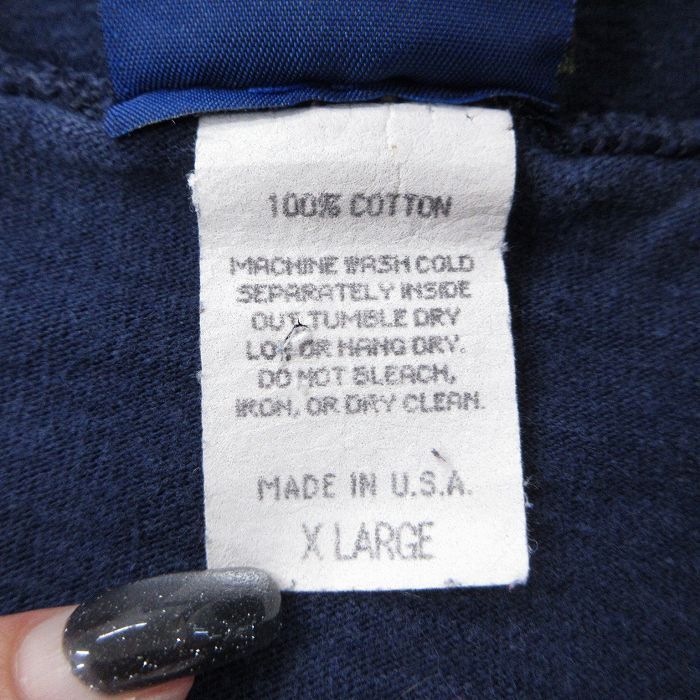 100% COTTON
MACHINE WASH COLD
SEPARATELY INSIDE
OUT. TUMBLE DRY
LOW OR HANG DRY.
DO NOT BLEACH,
IRON, OR DRY CLEAN.
MADE IN U.S.A.
X LARGE